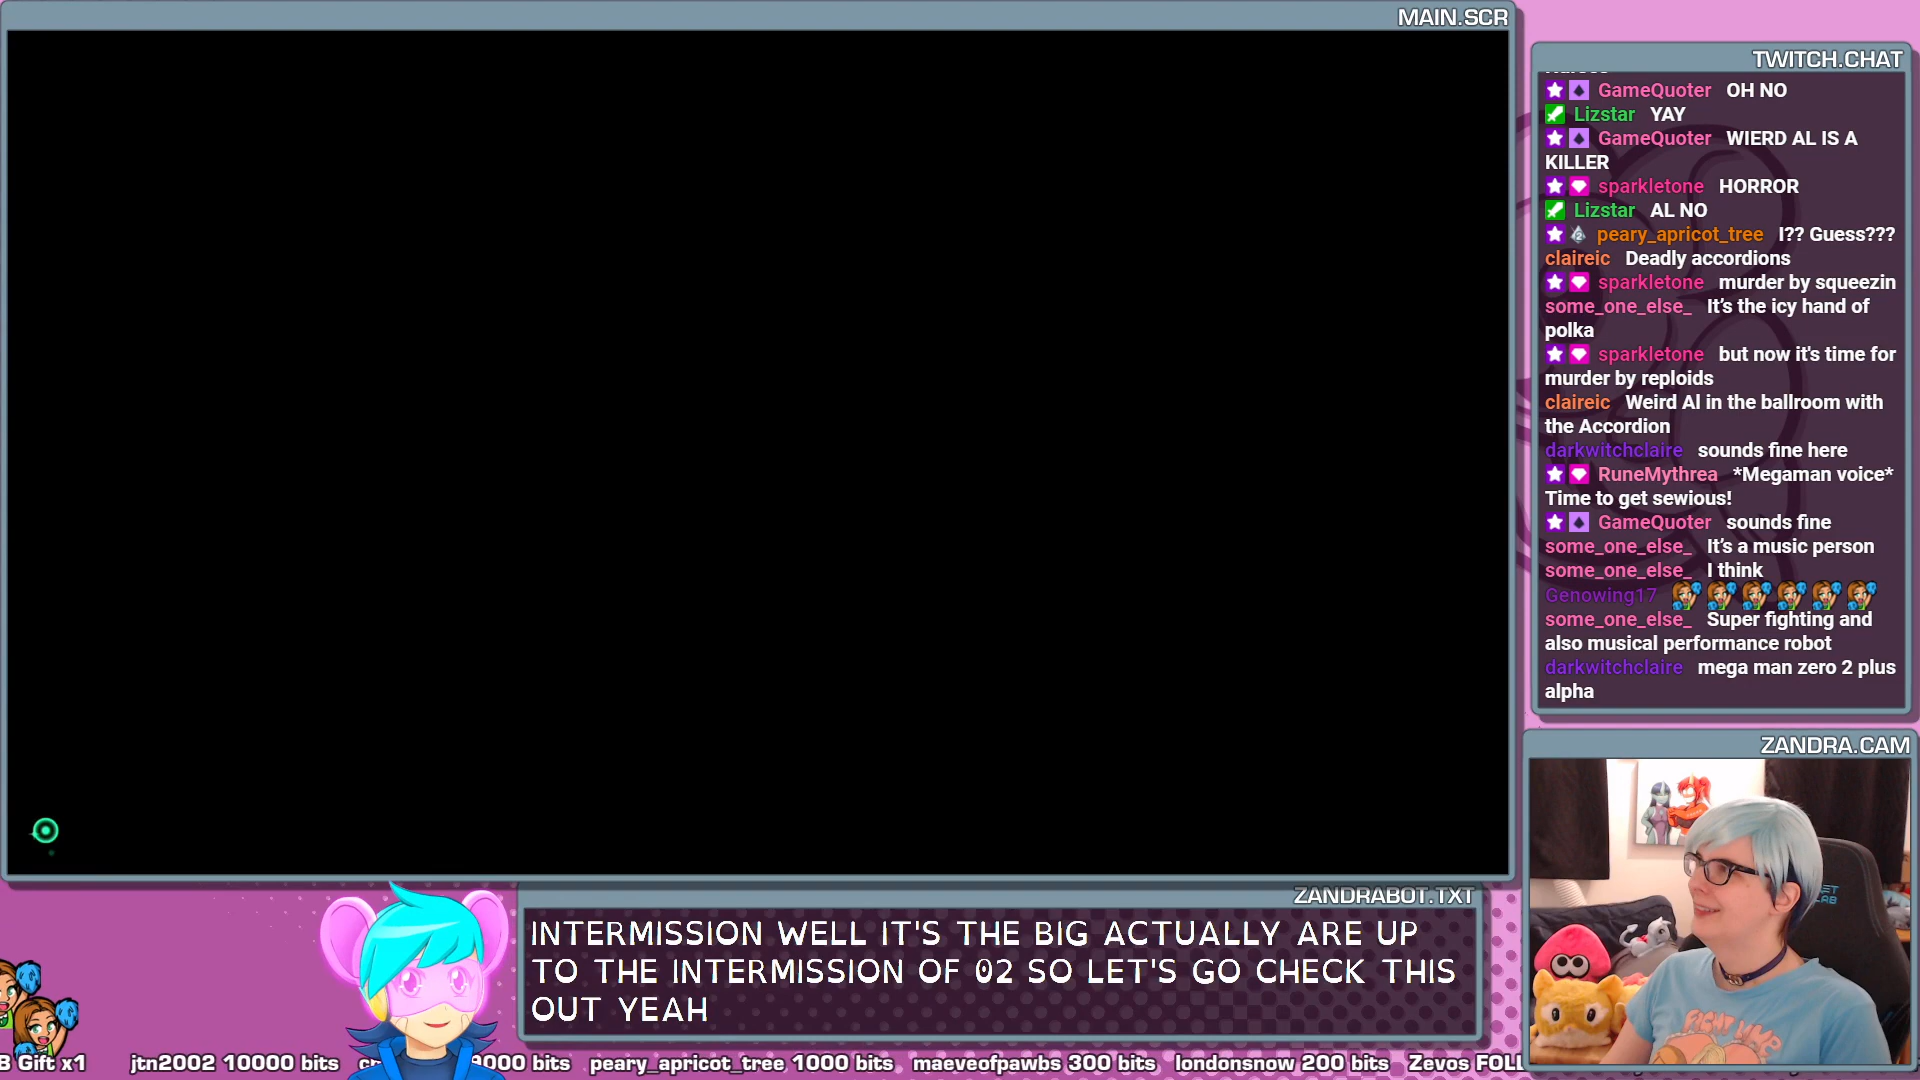 MAIN.SCR
TWITCH.CHAT
GameQuoter OH NO
Lizstar YAY
GameQuoter WIERD AL IS A
KILLER
sparkletone HORROR
Lizstar AL NO
peary_apricot_tree I?? Guess???
claireic Deadly accordions
sparkletone murder by squeezin
some_one_else_ It's the icy hand of
polka
sparkletone but now it's time for
murder by reploids
claireic Weird Al in the ballroom with
the Accordion
darkwitchclaire sounds fine here
RuneMythrea *Megaman voice*
Time to get sewious!
GameQuoter sounds fine
some_one_else_ It's a music person
some_one_else_ I think
Genowing17
some_one_else_ Super fighting and
also musical performance robot
darkwitchclaire mega man zero 2 plus
alpha
ZANDRA.CAM
ZANDRABOT.TXT
INTERMISSION WELL IT'S THE BIG ACTUALLY ARE UP
TO THE INTERMISSION OF 02 SO LET'S GO CHECK THIS
OUT YEAH
B Gift x1 jtn2002 10000 bits 9000 bits peary_apricot_tree 1000 bits maeveofpawbs 300 bits londonsnow 200 bits Zevos FOLL